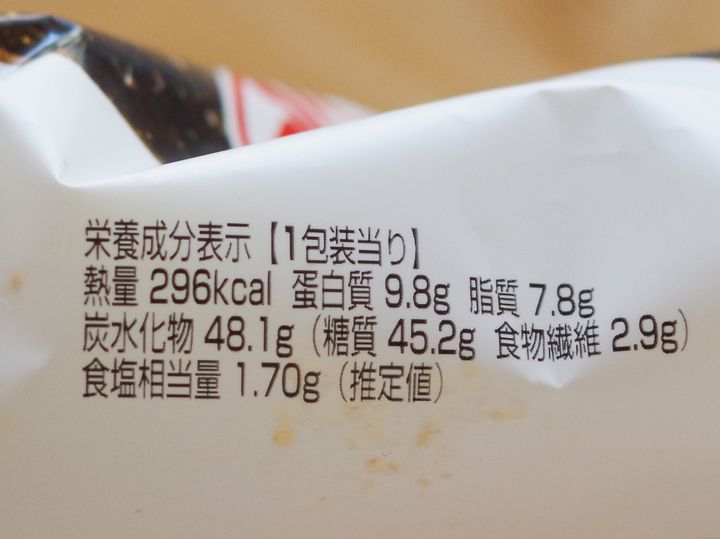 栄養成分表示【1包装当り】
熱量 296kcal 蛋白質 9.8g 脂質 7.8g
炭水化物 48.1g（糖質 45.2g 食物繊維 2.9g）
食塩相当量 1.70g（推定値）